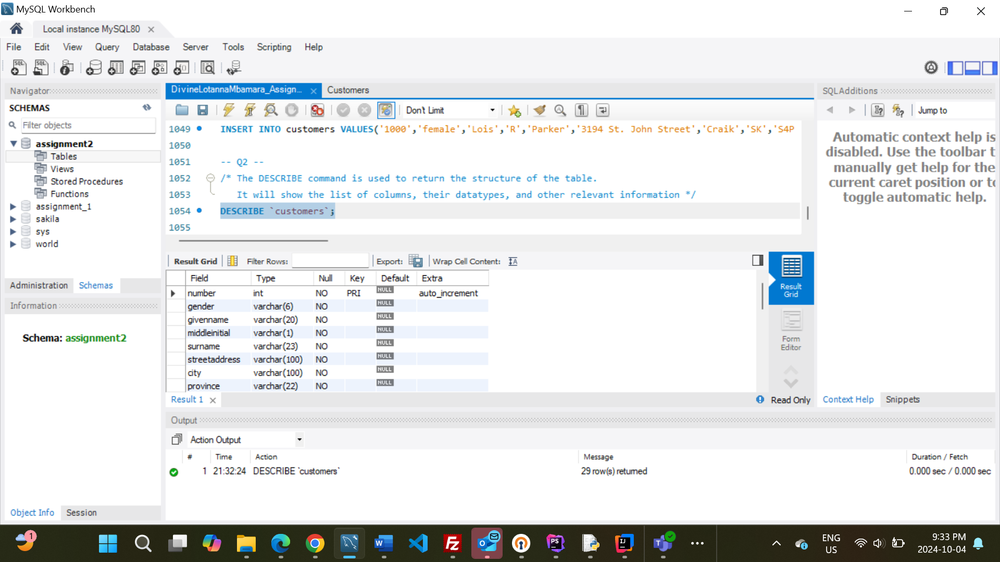 MySQL Workbench
Local instance MySQL80
File Edit View Query Database Server Tools Scripting Help
Navigator
SCHEMAS
Filter objects
assignment2
Tables
Views
Stored Procedures
Functions
assignment_1
sakila
sys
world
Administration Schemas
Information
Schema: assignment2
Object Info Session
DivineLotannaMbamara_Assign... Customers
Don't Limit
1049 INSERT INTO customers VALUES('1000','female','Lois','R','Parker','3194 St. John Street','Craik','SK','S4P
1050
1051 -- Q2 --
1052 /* The DESCRIBE command is used to return the structure of the table.
1053 It will show the list of columns, their datatypes, and other relevant information */
1054 DESCRIBE `customers`;
1055
Result Grid Filter Rows: Export: Wrap Cell Content:
Field Type Null Key Default Extra
number int NO PRI NULL auto_increment
gender varchar(6) NO NULL
givenname varchar(20) NO NULL
middleinitial varchar(1) NO NULL
surname varchar(23) NO NULL
streetaddress varchar(100) NO NULL
city varchar(100) NO NULL
province varchar(22) NO NULL
Result Grid
Form Editor
Result 1
Read Only
SQLAdditions
Jump to
Automatic context help is
disabled. Use the toolbar t
manually get help for the
current caret position or to
toggle automatic help.
Context Help Snippets
Output
Action Output
# Time Action Message Duration / Fetch
1 21:32:24 DESCRIBE `customers` 29 row(s) returned 0.000 sec / 0.000 sec
1
ENG
US
9:33 PM
2024-10-04